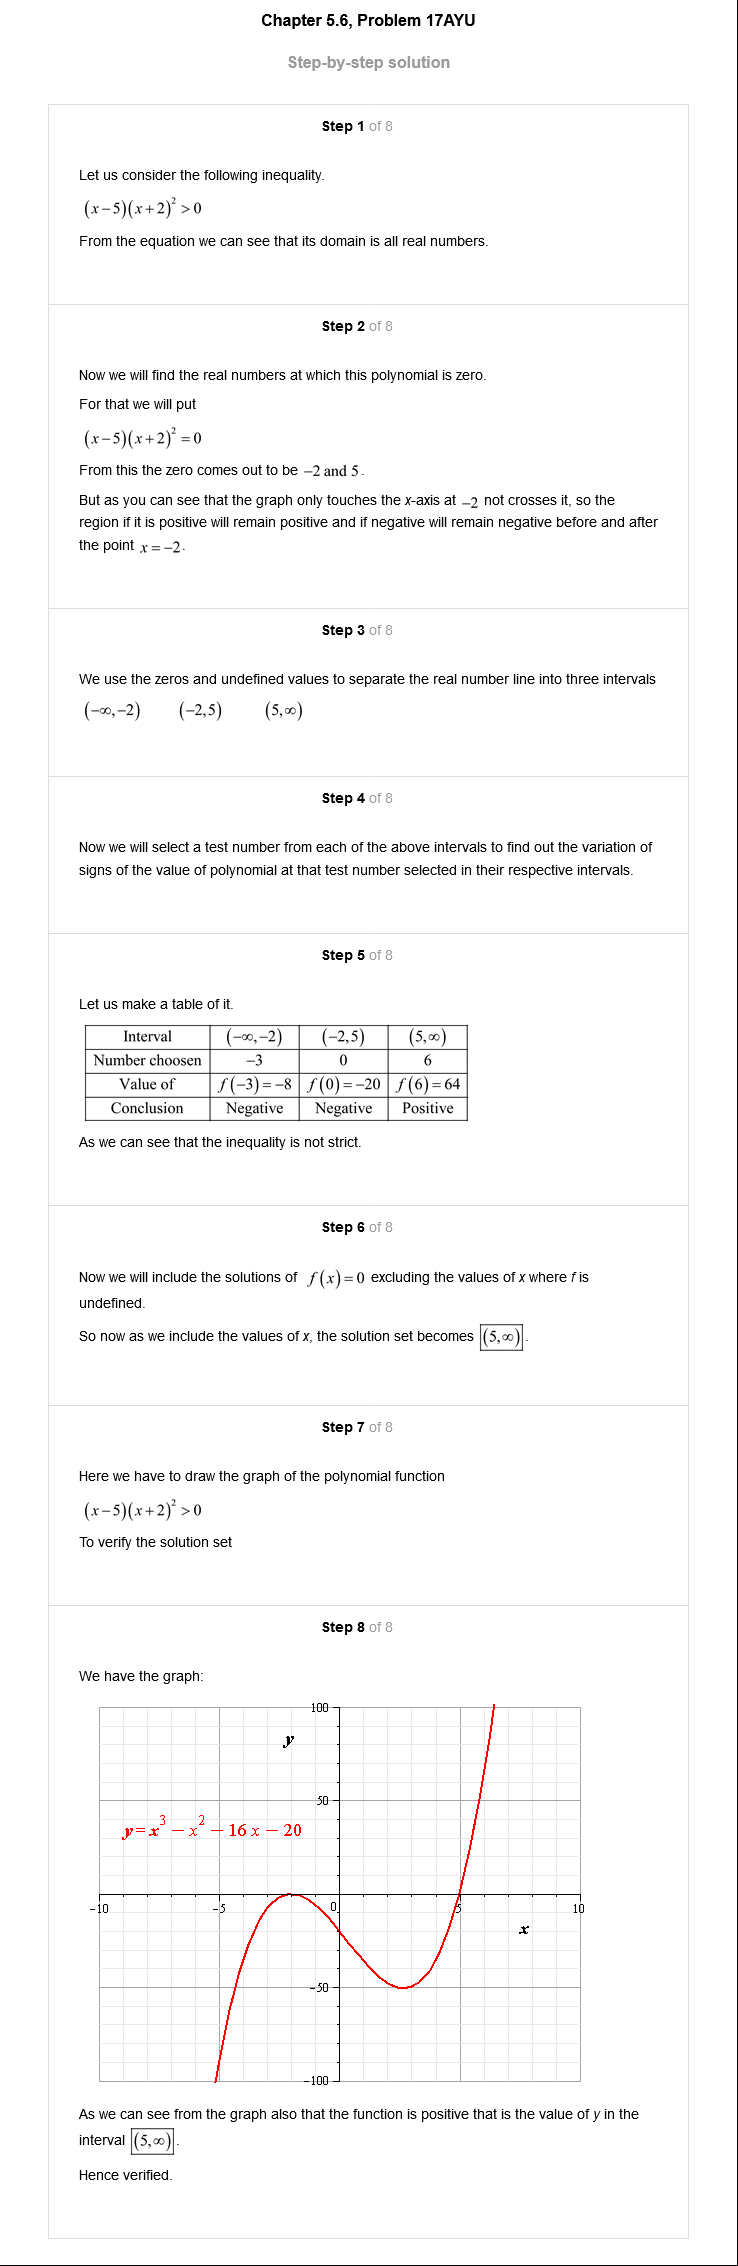 Chapter 5.6, Problem 17AYU
Step-by-step solution
Step 1 of 8
Let us consider the following inequality.
(x−5)(x+2)² > 0
From the equation we can see that its domain is all real numbers.
Step 2 of 8
Now we will find the real numbers at which this polynomial is zero.
For that we will put
(x−5)(x+2)² = 0
From this the zero comes out to be −2 and 5.
But as you can see that the graph only touches the x-axis at −2 not crosses it, so the
region if it is positive will remain positive and if negative will remain negative before and after
the point x = −2.
Step 3 of 8
We use the zeros and undefined values to separate the real number line into three intervals
(−∞,−2) (−2,5) (5,∞)
Step 4 of 8
Now we will select a test number from each of the above intervals to find out the variation of
signs of the value of polynomial at that test number selected in their respective intervals.
Step 5 of 8
Let us make a table of it.
Interval (−∞,−2) (−2,5) (5,∞)
Number choosen −3 0 6
Value of f(−3)=−8 f(0)=−20 f(6)=64
Conclusion Negative Negative Positive
As we can see that the inequality is not strict.
Step 6 of 8
Now we will include the solutions of f(x)=0 excluding the values of x where f is
undefined.
So now as we include the values of x, the solution set becomes (5,∞).
Step 7 of 8
Here we have to draw the graph of the polynomial function
(x−5)(x+2)² > 0
To verify the solution set
Step 8 of 8
We have the graph:
100
y
50
y = x³ − x² − 16 x − 20
−10 −5 0 5 10
x
−50
−100
As we can see from the graph also that the function is positive that is the value of y in the
interval (5,∞).
Hence verified.